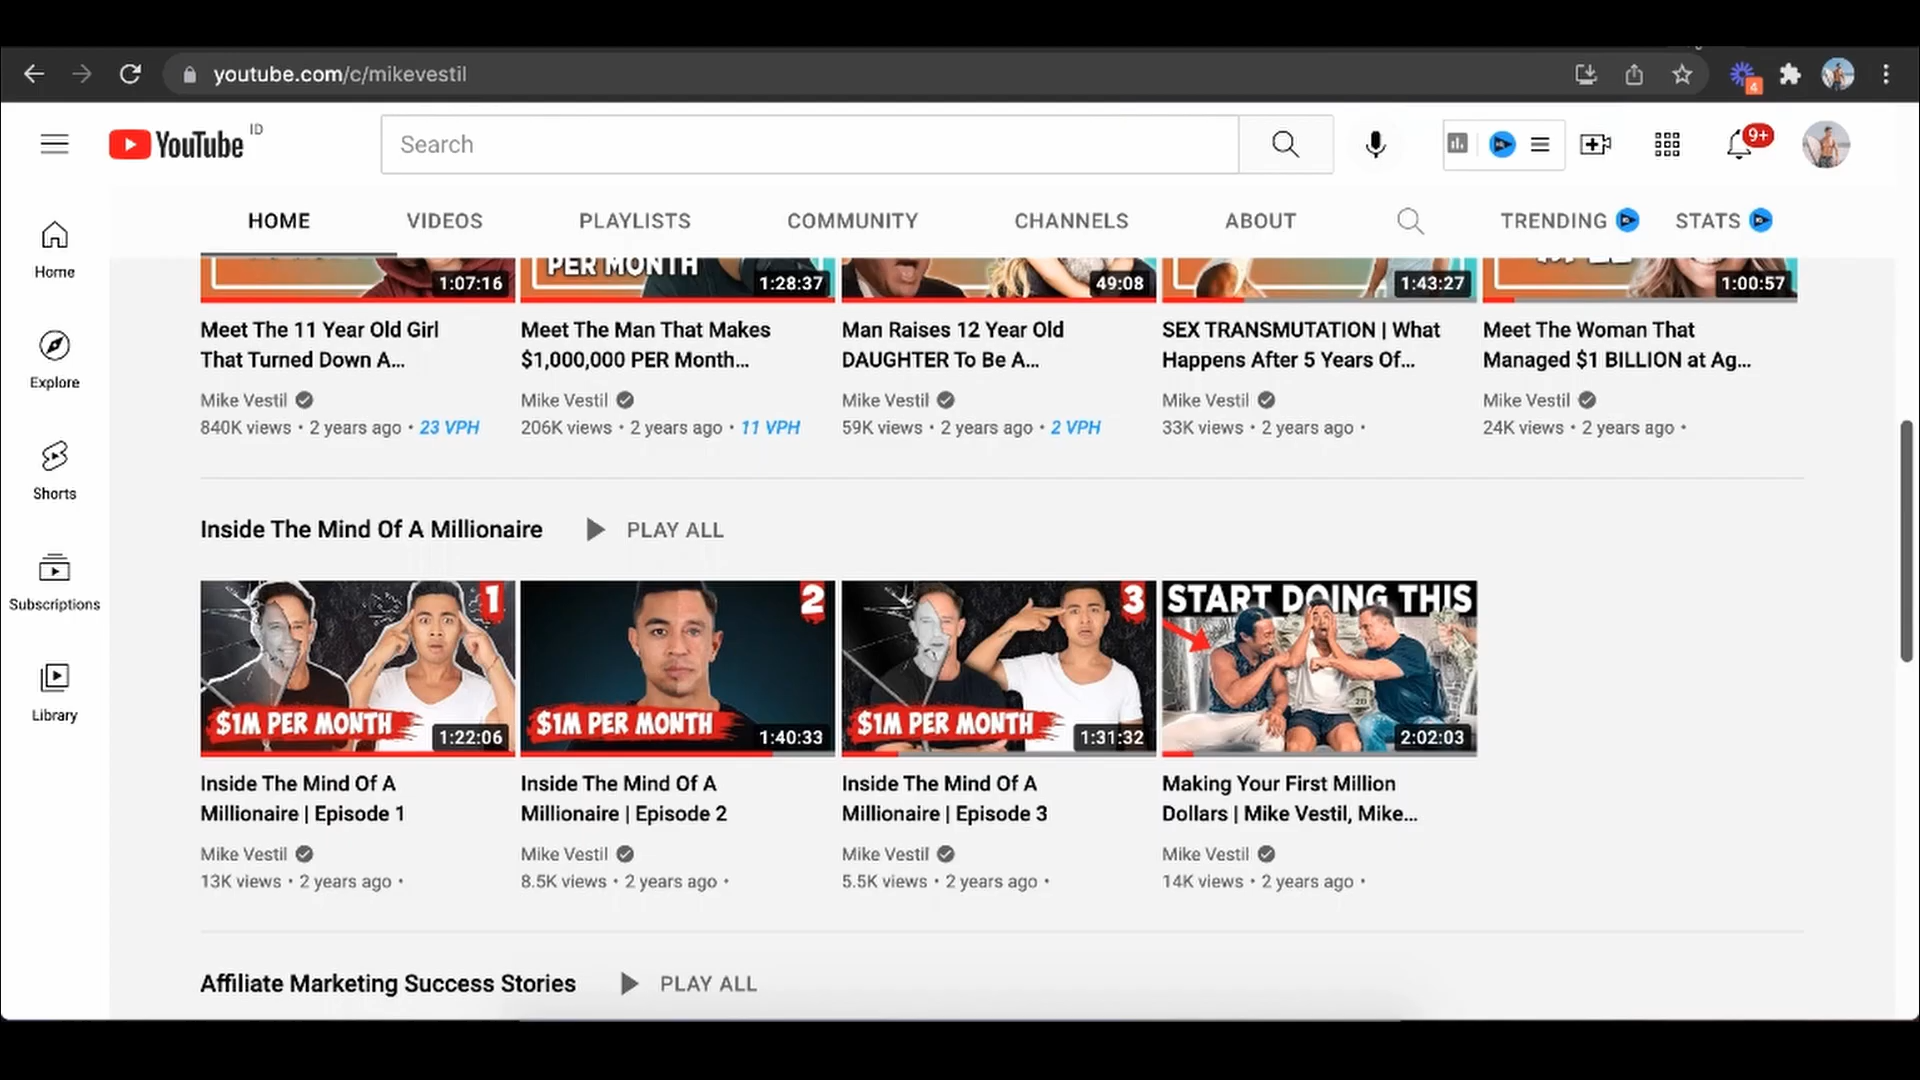 youtube.com/c/mikevestil
4
YouTube ID
Search
9+
HOME VIDEOS PLAYLISTS COMMUNITY CHANNELS ABOUT TRENDING STATS
Home
Explore
Shorts
Subscriptions
Library
1:07:16
PER MONTH
1:28:37
49:08
1:43:27
1:00:57
Meet The 11 Year Old Girl
That Turned Down A...
Mike Vestil
840K views • 2 years ago • 23 VPH
Meet The Man That Makes
$1,000,000 PER Month...
Mike Vestil
206K views • 2 years ago • 11 VPH
Man Raises 12 Year Old
DAUGHTER To Be A...
Mike Vestil
59K views • 2 years ago • 2 VPH
SEX TRANSMUTATION | What
Happens After 5 Years Of...
Mike Vestil
33K views • 2 years ago •
Meet The Woman That
Managed $1 BILLION at Ag...
Mike Vestil
24K views • 2 years ago •
Inside The Mind Of A Millionaire PLAY ALL
1
$1M PER MONTH
1:22:06
Inside The Mind Of A
Millionaire | Episode 1
Mike Vestil
13K views • 2 years ago •
2
$1M PER MONTH
1:40:33
Inside The Mind Of A
Millionaire | Episode 2
Mike Vestil
8.5K views • 2 years ago •
3
$1M PER MONTH
1:31:32
Inside The Mind Of A
Millionaire | Episode 3
Mike Vestil
5.5K views • 2 years ago •
START DOING THIS
2:02:03
Making Your First Million
Dollars | Mike Vestil, Mike...
Mike Vestil
14K views • 2 years ago •
Affiliate Marketing Success Stories PLAY ALL